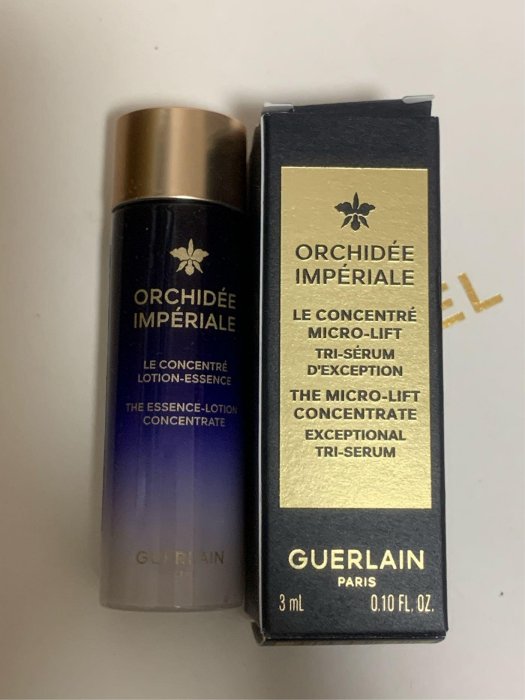 ORCHIDÉE
IMPÉRIALE
LE CONCENTRÉ
LOTION-ESSENCE
THE ESSENCE-LOTION
CONCENTRATE
GUERLAIN
ORCHIDÉE
IMPÉRIALE
LE CONCENTRÉ
MICRO-LIFT
TRI-SÉRUM
D'EXCEPTION
THE MICRO-LIFT
CONCENTRATE
EXCEPTIONAL
TRI-SERUM
GUERLAIN
PARIS
3 mL 0.10 FL. OZ.
EL